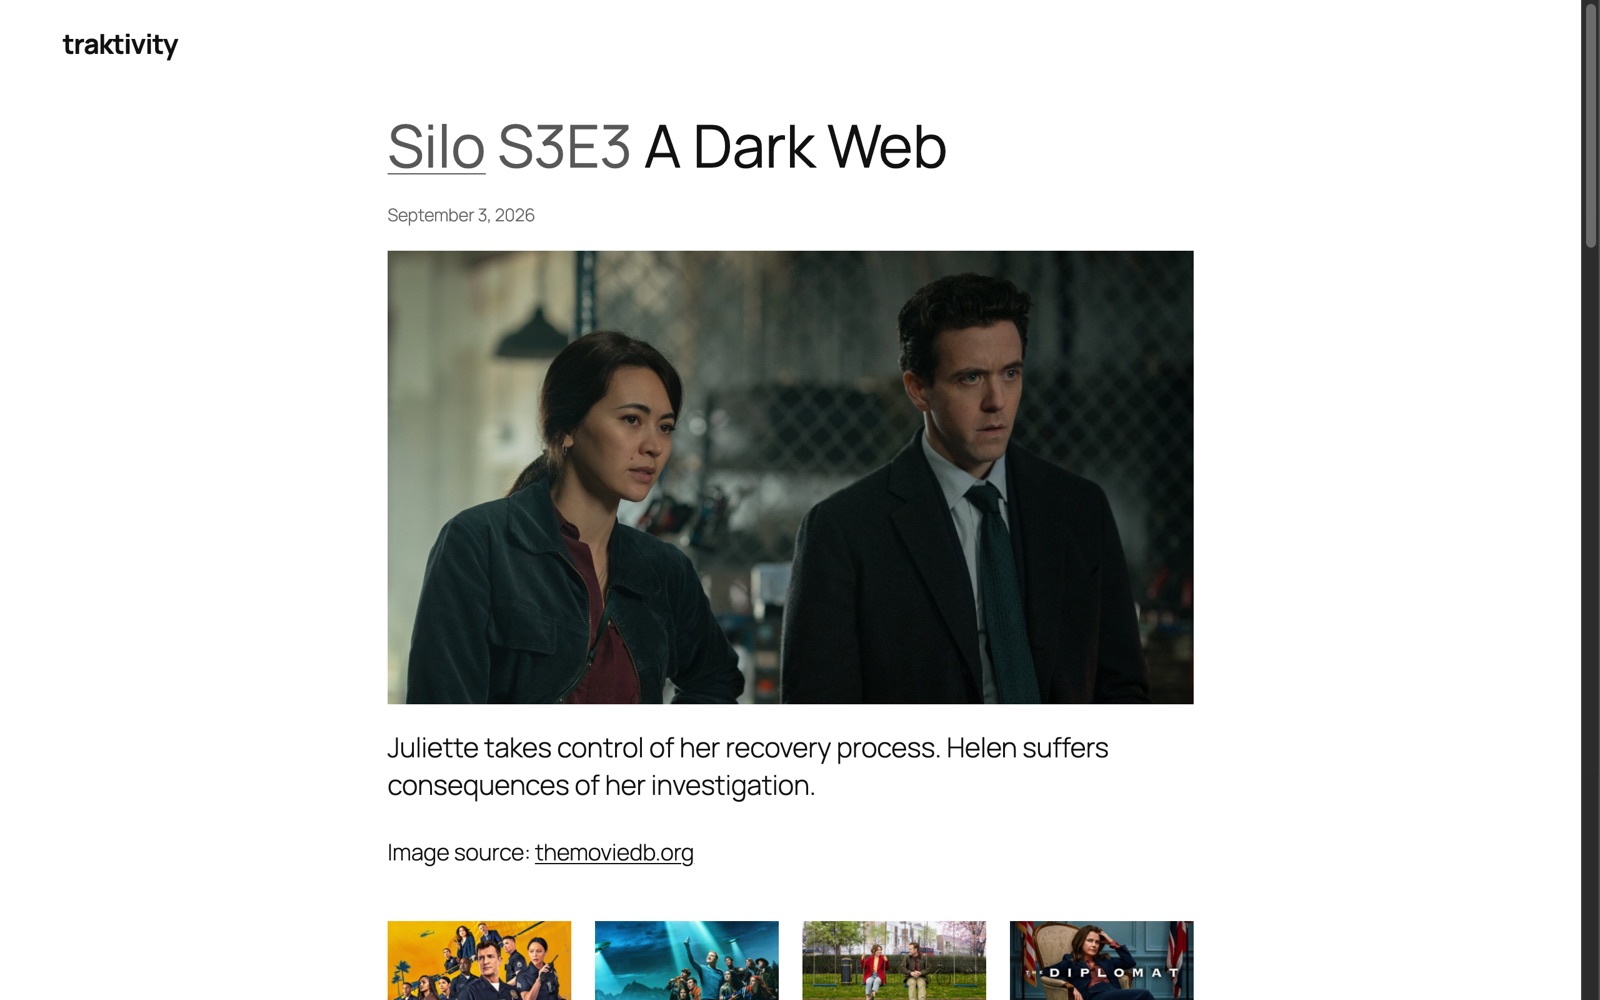 traktivity
Silo S3E3 A Dark Web
September 3, 2026
Juliette takes control of her recovery process. Helen suffers
consequences of her investigation.
Image source: themoviedb.org
THE DIPLOMAT